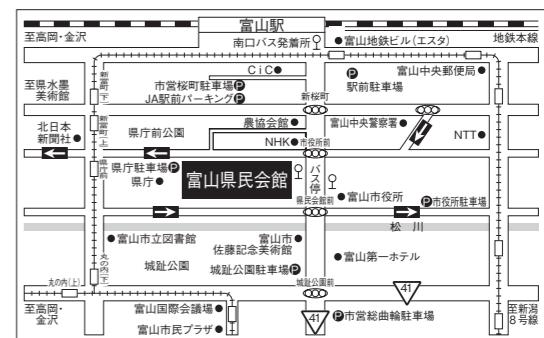 至高岡・金沢
富山駅
地鉄本線
南口バス発着所
富山地鉄ビル(エスタ)
CiC
富山中央郵便局
新富町(下)
市営桜町駐車場
JA駅前パーキング
新桜町
駅前駐車場
至県水墨
美術館
新富町(上)
北日本
新聞社
県庁前公園
農協会館
富山中央警察署
NHK
市役所前
NTT
県庁前
県庁駐車場
県庁
富山県民会館
バス停
富山市役所
市役所駐車場
県民会館前
松川
富山市立図書館
富山市
佐藤記念美術館
丸の内(下)
城趾公園
城趾公園駐車場
富山第一ホテル
丸の内(上)
城趾公園前
41
至高岡・
金沢
富山国際会議場
富山市民プラザ
41
市営総曲輪駐車場
至新潟
8号線